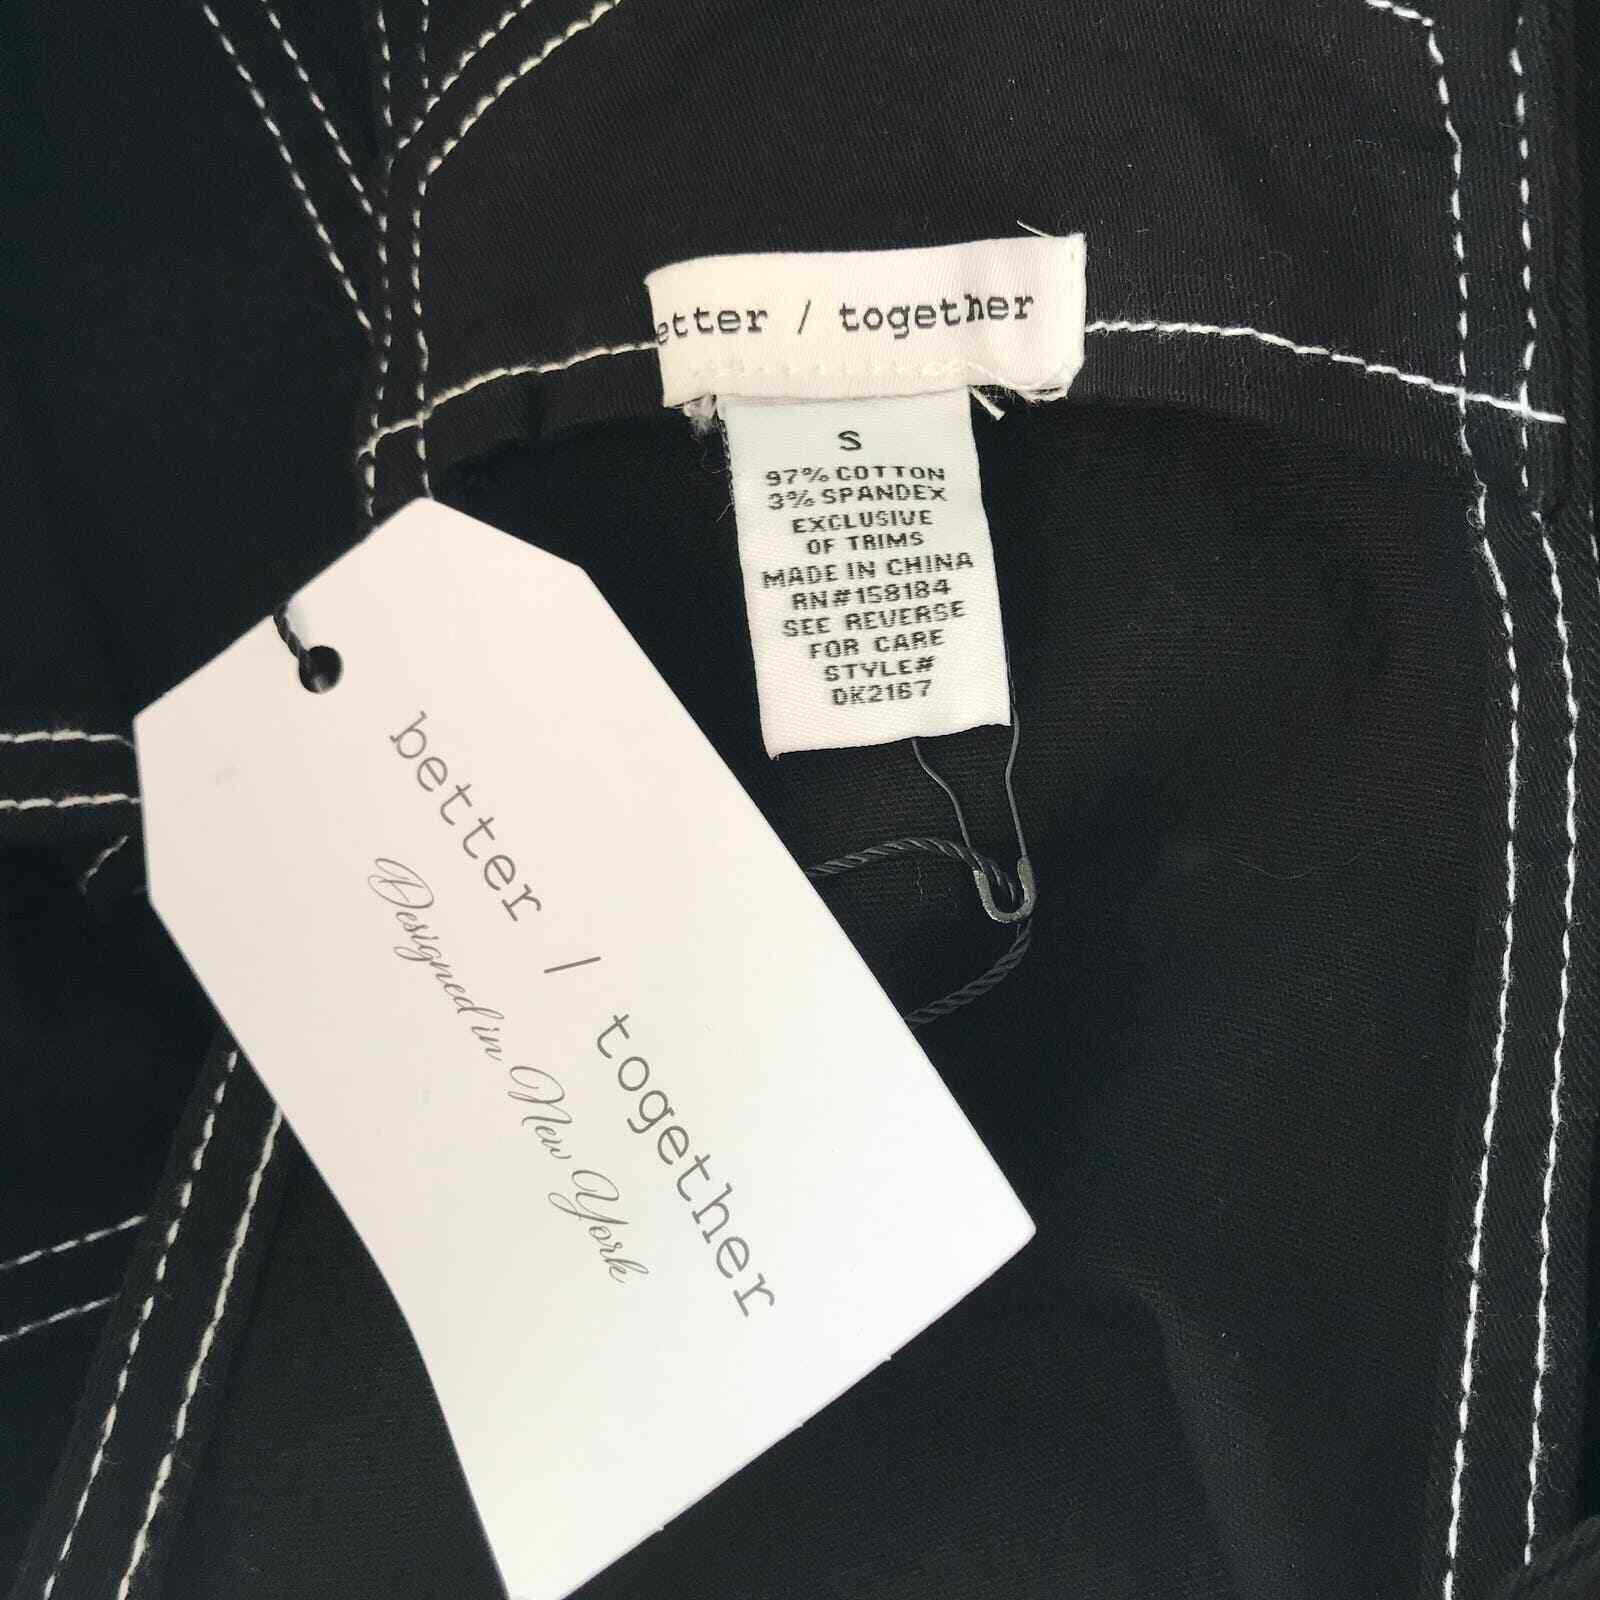 etter / together
S
97% COTTON
3% SPANDEX
EXCLUSIVE
OF TRIMS
MADE IN CHINA
RN#158184
SEE REVERSE
FOR CARE
STYLE#
DK2167
better / together
Designed in New York